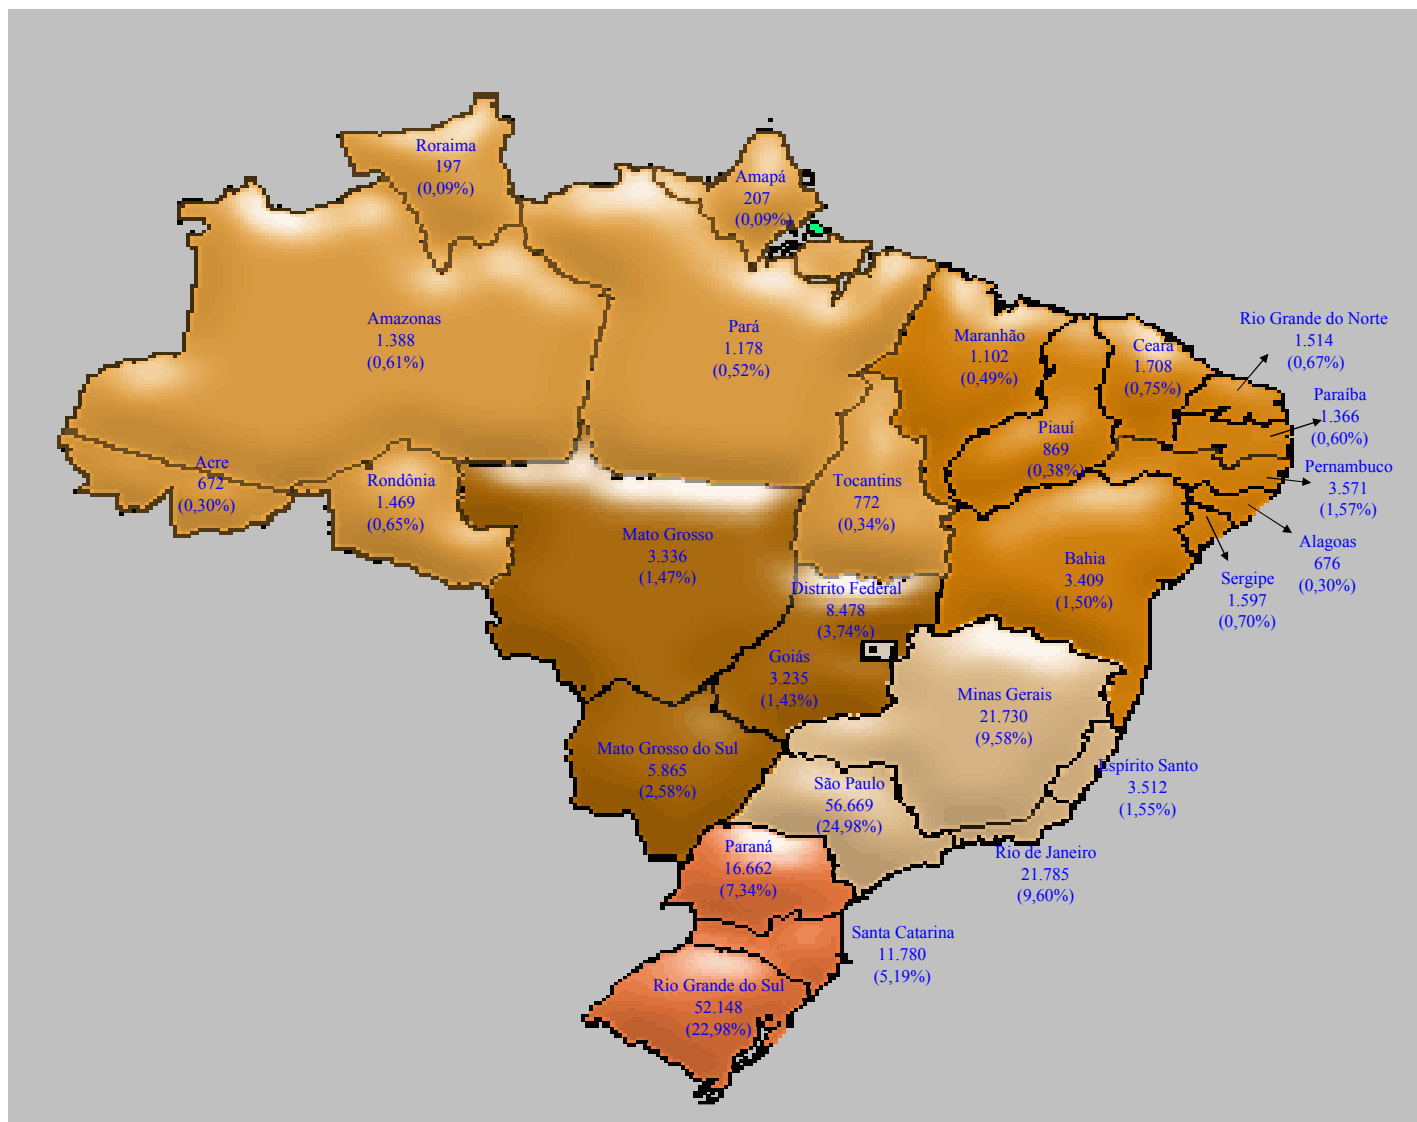 Roraima
197
(0,09%)
Amapá
207
(0,09%)
Amazonas
1.388
(0,61%)
Pará
1.178
(0,52%)
Maranhão
1.102
(0,49%)
Ceará
1.708
(0,75%)
Rio Grande do Norte
1.514
(0,67%)
Paraíba
1.366
(0,60%)
Piauí
869
(0,38%)
Pernambuco
3.571
(1,57%)
Acre
672
(0,30%)
Rondônia
1.469
(0,65%)
Tocantins
772
(0,34%)
Alagoas
676
(0,30%)
Sergipe
1.597
(0,70%)
Mato Grosso
3.336
(1,47%)
Bahia
3.409
(1,50%)
Distrito Federal
8.478
(3,74%)
Goiás
3.235
(1,43%)
Minas Gerais
21.730
(9,58%)
Mato Grosso do Sul
5.865
(2,58%)
Espírito Santo
3.512
(1,55%)
São Paulo
56.669
(24,98%)
Rio de Janeiro
21.785
(9,60%)
Paraná
16.662
(7,34%)
Santa Catarina
11.780
(5,19%)
Rio Grande do Sul
52.148
(22,98%)